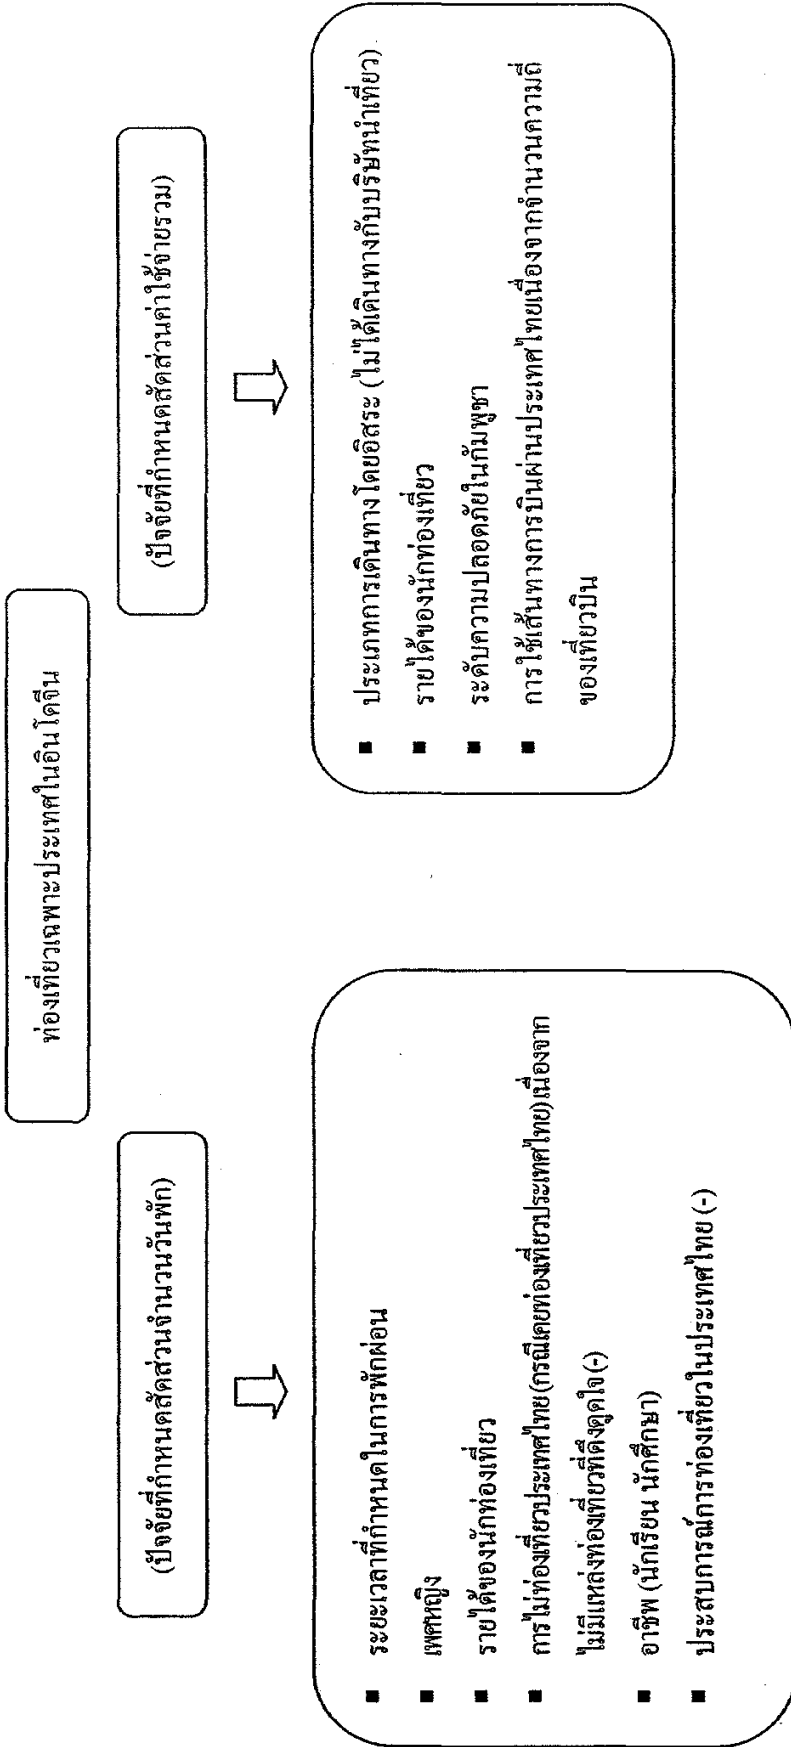 ท่องเที่ยวเฉพาะประเทศในอินโดจีน
(ปัจจัยที่กำหนดสัดส่วนจำนวนวันพัก)
■ ระยะเวลาที่กำหนดในการพักผ่อน
■ เพศหญิง
■ รายได้ของนักท่องเที่ยว
■ การไม่ท่องเที่ยวประเทศไทย(กรณีเคยท่องเที่ยวประเทศไทย)เนื่องจาก
ไม่มีแหล่งท่องเที่ยวที่ดึงดูดใจ(-)
■ อาชีพ (นักเรียน นักศึกษา)
■ ประสบการณ์การท่องเที่ยวในประเทศไทย (-)
(ปัจจัยที่กำหนดสัดส่วนค่าใช้จ่ายรวม)
■ ประเภทการเดินทางโดยอิสระ (ไม่ได้เดินทางกับบริษัทนำเที่ยว)
■ รายได้ของนักท่องเที่ยว
■ ระดับความปลอดภัยในกัมพูชา
■ การใช้เส้นทางการบินผ่านประเทศไทยเนื่องจากจำนวนความถี่
ของเที่ยวบิน